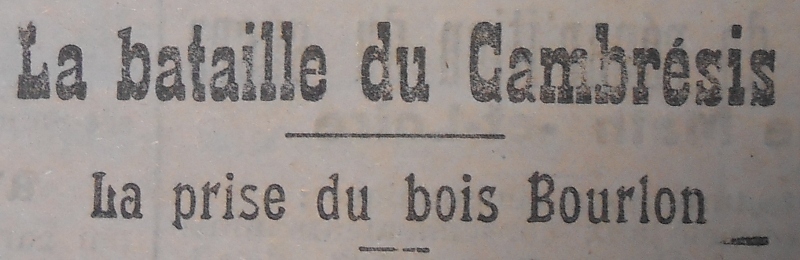 La bataille du Cambrésis
La prise du bois Bourlon